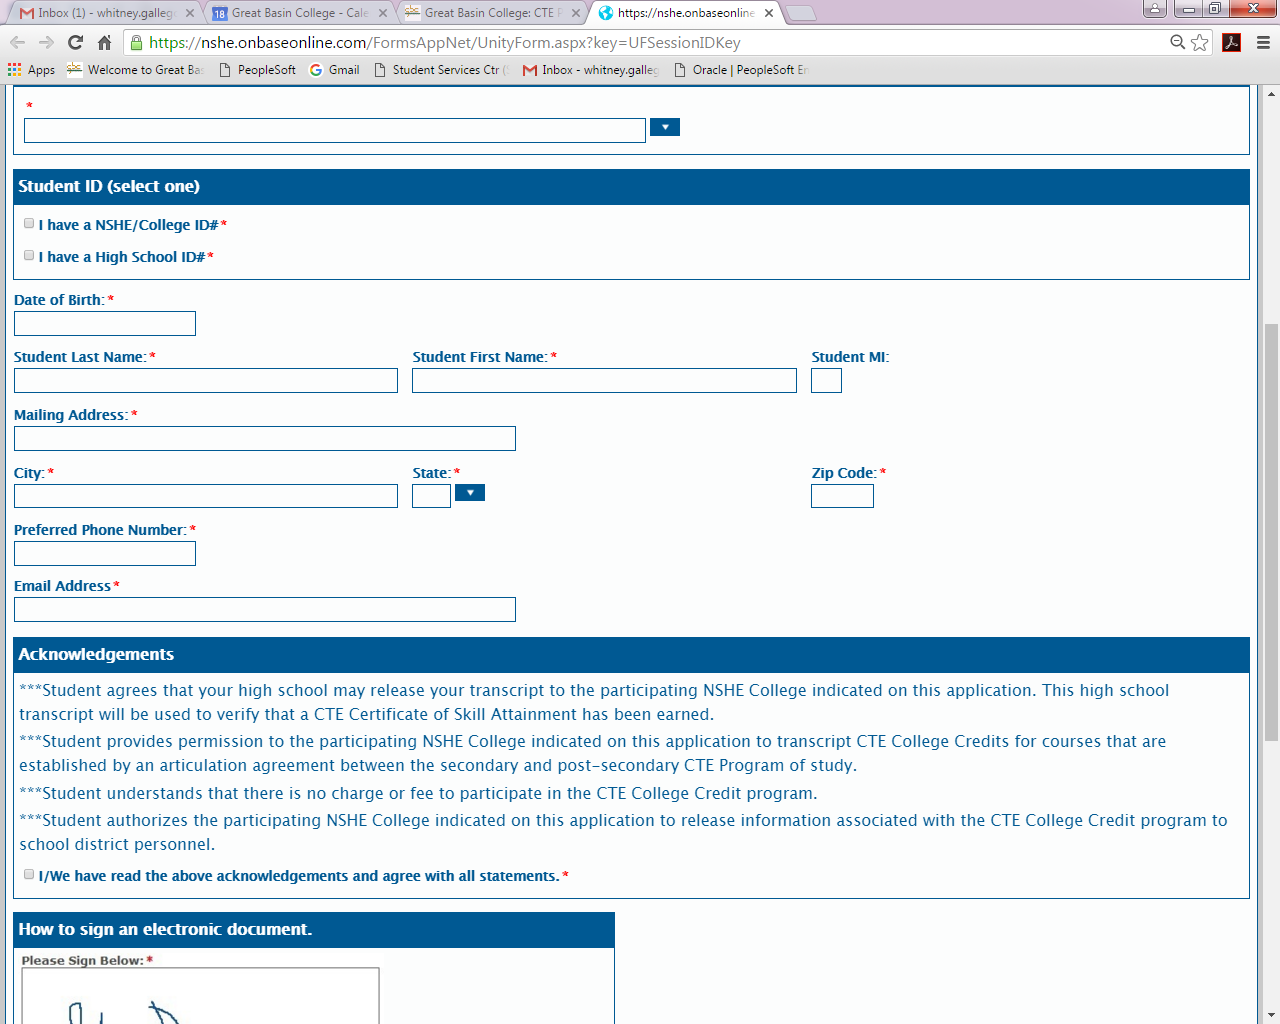 Inbox (1) - whitney.galleg
Great Basin College - Cale
Great Basin College: CTE P
https://nshe.onbaseonline
https://nshe.onbaseonline.com/FormsAppNet/UnityForm.aspx?key=UFSessionIDKey
Apps
Welcome to Great Ba
PeopleSoft
Gmail
Student Services Ctr (
Inbox - whitney.galleg
Oracle | PeopleSoft En
*
Student ID (select one)
I have a NSHE/College ID#*
I have a High School ID#*
Date of Birth:*
Student Last Name:* Student First Name:* Student MI:
Mailing Address:*
City:* State:* Zip Code:*
Preferred Phone Number:*
Email Address*
Acknowledgements
***Student agrees that your high school may release your transcript to the participating NSHE College indicated on this application. This high school
transcript will be used to verify that a CTE Certificate of Skill Attainment has been earned.
***Student provides permission to the participating NSHE College indicated on this application to transcript CTE College Credits for courses that are
established by an articulation agreement between the secondary and post-secondary CTE Program of study.
***Student understands that there is no charge or fee to participate in the CTE College Credit program.
***Student authorizes the participating NSHE College indicated on this application to release information associated with the CTE College Credit program to
school district personnel.
I/We have read the above acknowledgements and agree with all statements.*
How to sign an electronic document.
Please Sign Below:*